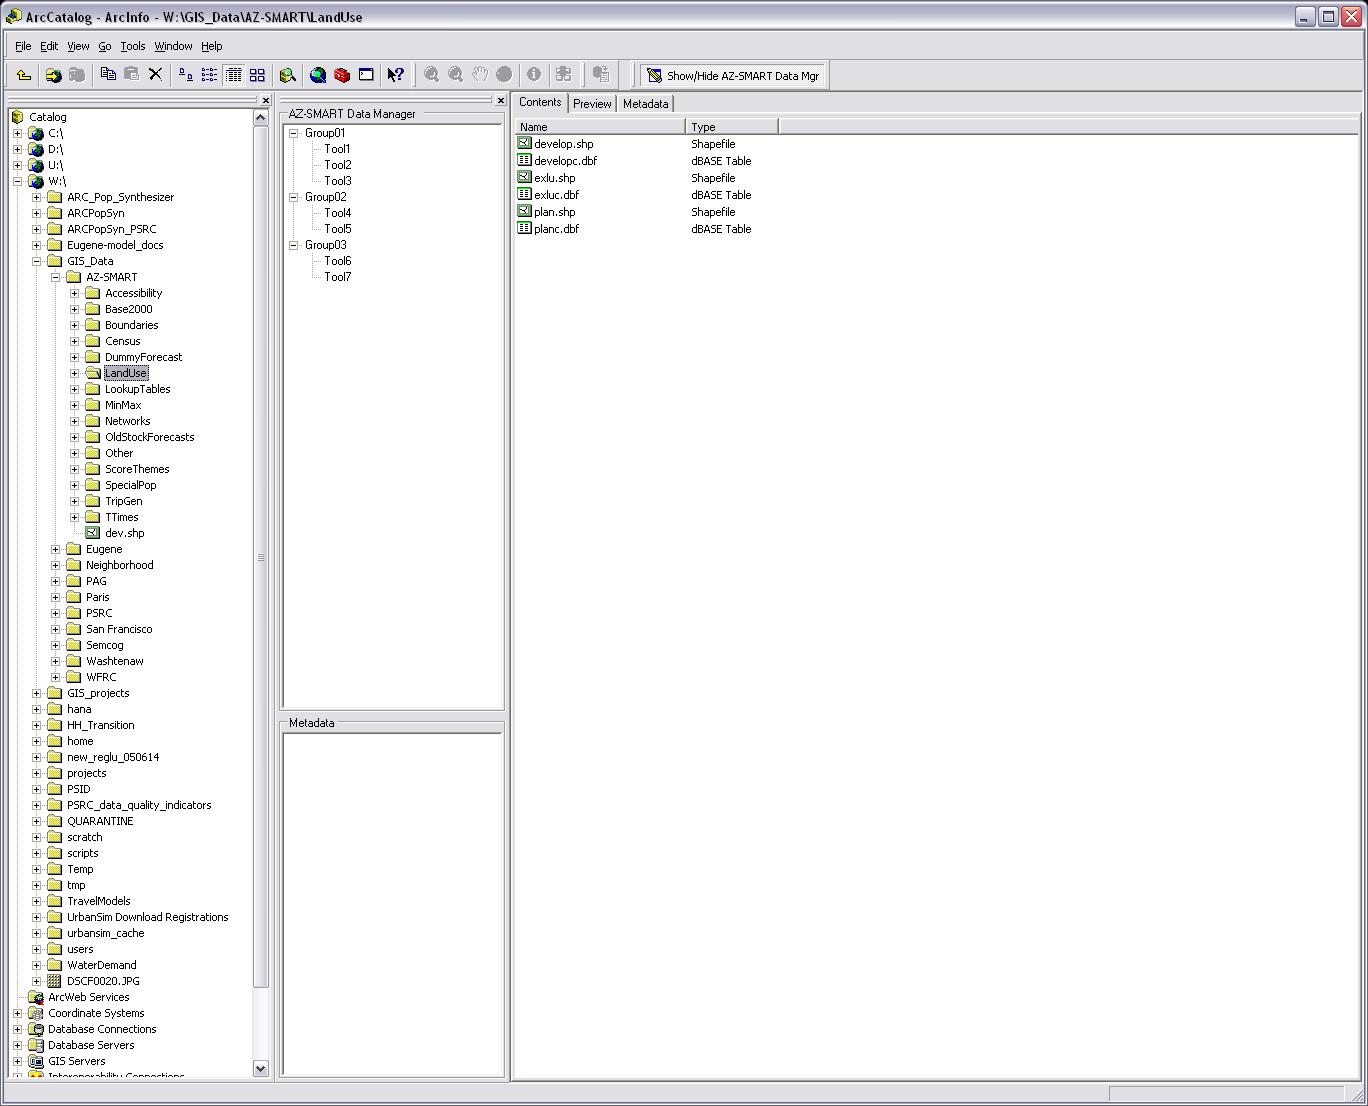 ArcCatalog - ArcInfo - W:\GIS_Data\AZ-SMART\LandUse
File Edit View Go Tools Window Help
Show/Hide AZ-SMART Data Mgr
Catalog
C:\
D:\
U:\
W:\
ARC_Pop_Synthesizer
ARCPopSyn
ARCPopSyn_PSRC
Eugene-model_docs
GIS_Data
AZ-SMART
Accessibility
Base2000
Boundaries
Census
DummyForecast
LandUse
LookupTables
MinMax
Networks
OldStockForecasts
Other
ScoreThemes
SpecialPop
TripGen
TTimes
dev.shp
Eugene
Neighborhood
PAG
Paris
PSRC
San Francisco
Semcog
Washtenaw
WFRC
GIS_projects
hana
HH_Transition
home
new_reglu_050614
projects
PSID
PSRC_data_quality_indicators
QUARANTINE
scratch
scripts
Temp
tmp
TravelModels
UrbanSim Download Registrations
urbansim_cache
users
WaterDemand
DSCF0020.JPG
ArcWeb Services
Coordinate Systems
Database Connections
Database Servers
GIS Servers
Interoperability Connections
AZ-SMART Data Manager
Group01
Tool1
Tool2
Tool3
Group02
Tool4
Tool5
Group03
Tool6
Tool7
Metadata
Contents Preview Metadata
Name Type
develop.shp Shapefile
developc.dbf dBASE Table
exlu.shp Shapefile
exluc.dbf dBASE Table
plan.shp Shapefile
planc.dbf dBASE Table